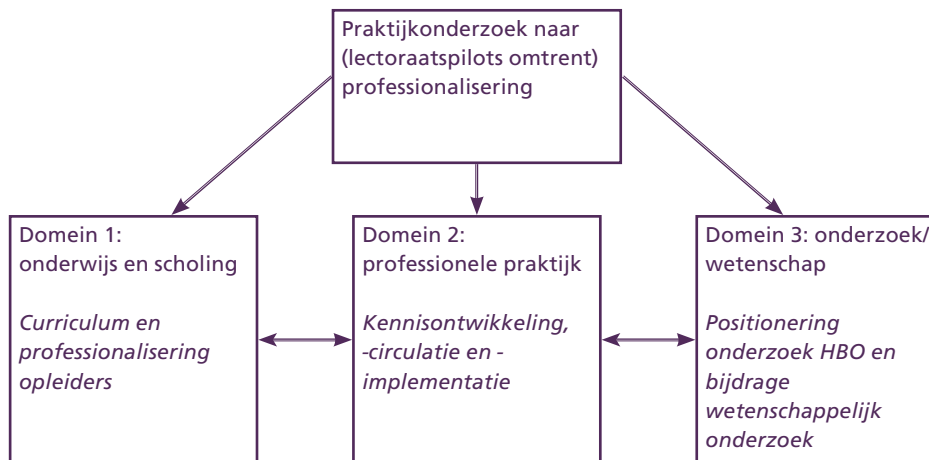 Praktijkonderzoek naar
(lectoraatspilots omtrent)
professionalisering
Domein 1:
onderwijs en scholing
Curriculum en
professionalisering
opleiders
Domein 2:
professionele praktijk
Kennisontwikkeling,
-circulatie en -
implementatie
Domein 3: onderzoek/
wetenschap
Positionering
onderzoek HBO en
bijdrage
wetenschappelijk
onderzoek